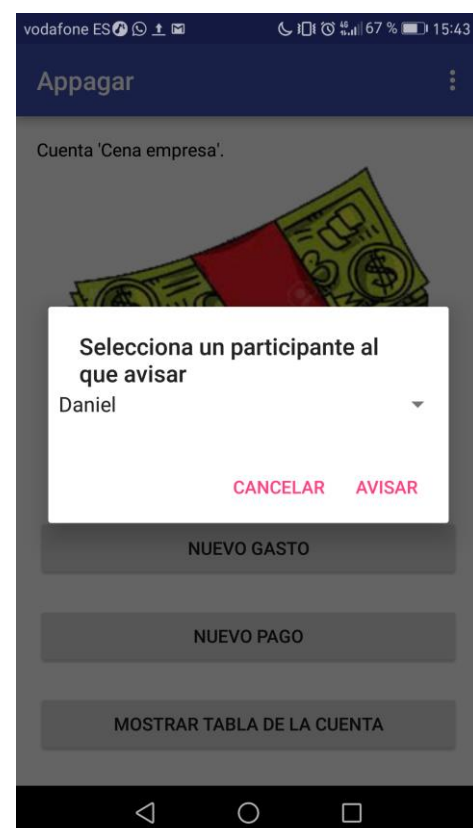 vodafone ES 67 % 15:43
Appagar
Cuenta 'Cena empresa'.
Selecciona un participante al
que avisar
Daniel
CANCELAR AVISAR
NUEVO GASTO
NUEVO PAGO
MOSTRAR TABLA DE LA CUENTA